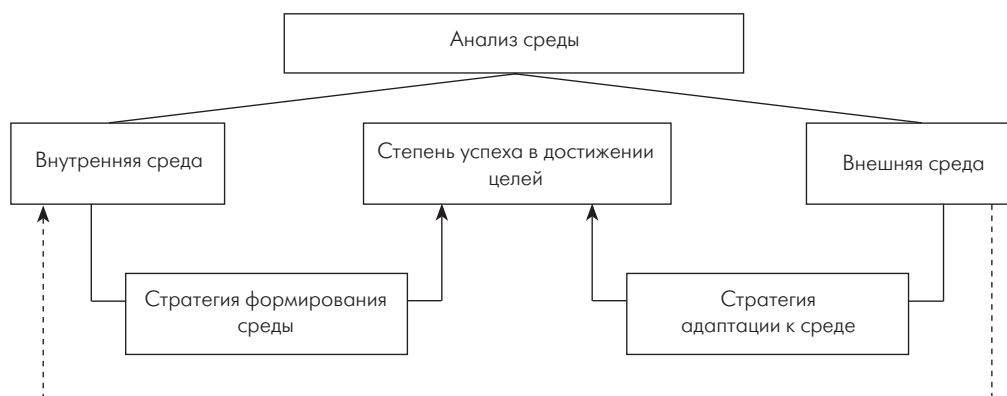 Анализ среды
Внутренняя среда
Степень успеха в достижении
целей
Внешняя среда
Стратегия формирования
среды
Стратегия
адаптации к среде